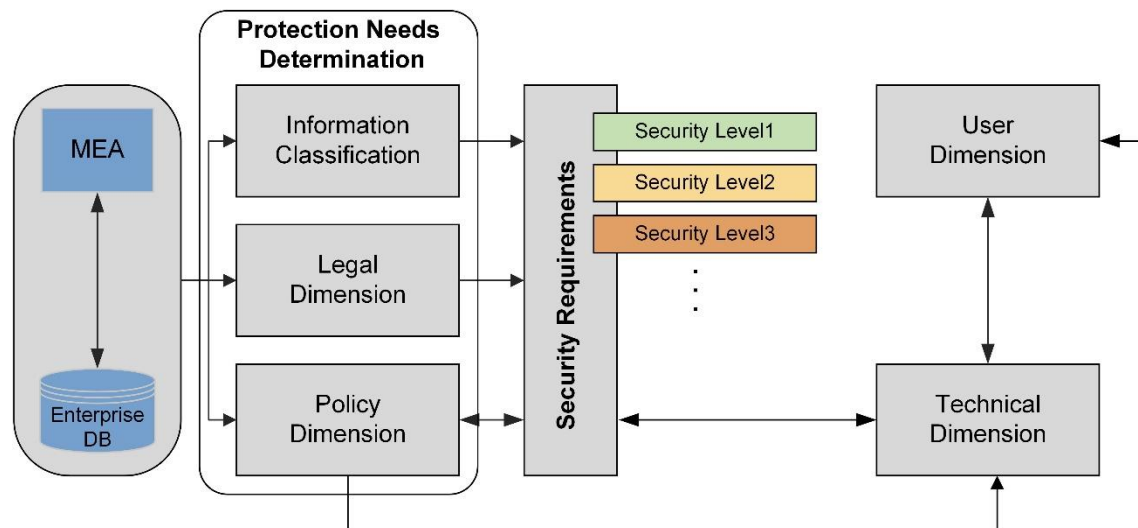 Protection Needs
Determination
MEA
Enterprise
DB
Information
Classification
Legal
Dimension
Policy
Dimension
Security Requirements
Security Level1
Security Level2
Security Level3
User
Dimension
Technical
Dimension